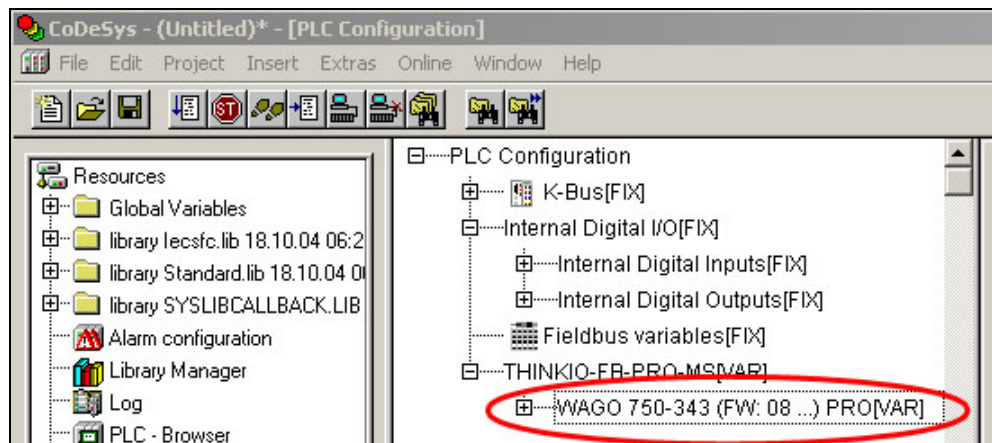 CoDeSys - (Untitled)* - [PLC Configuration]
File Edit Project Insert Extras Online Window Help
ST
Resources
Global Variables
library Iecsfc.lib 18.10.04 06:2
library Standard.lib 18.10.04 0
library SYSLIBCALLBACK.LIB
Alarm configuration
Library Manager
Log
PLC - Browser
PLC Configuration
K-Bus[FIX]
Internal Digital I/O[FIX]
Internal Digital Inputs[FIX]
Internal Digital Outputs[FIX]
Fieldbus variables[FIX]
THINKIO-FB-PRO-MS[VAR]
WAGO 750-343 (FW: 08 ...) PRO[VAR]